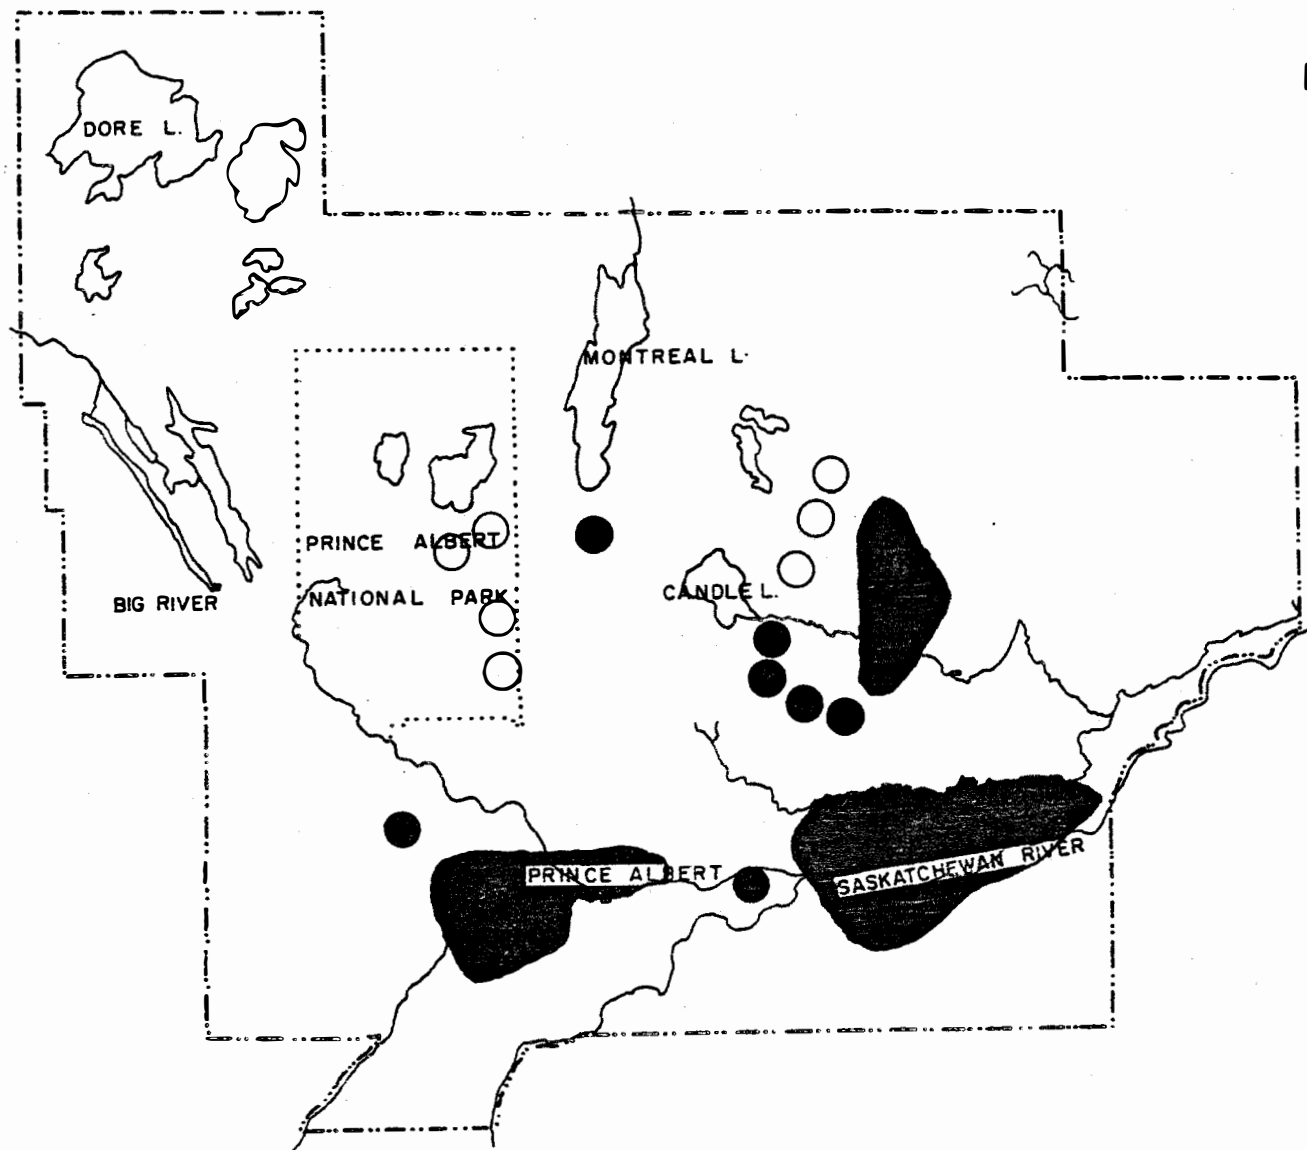 DORE L.
MONTREAL L.
PRINCE ALBERT
NATIONAL PARK
CANDLE L.
BIG RIVER
PRINCE ALBERT
SASKATCHEWAN RIVER